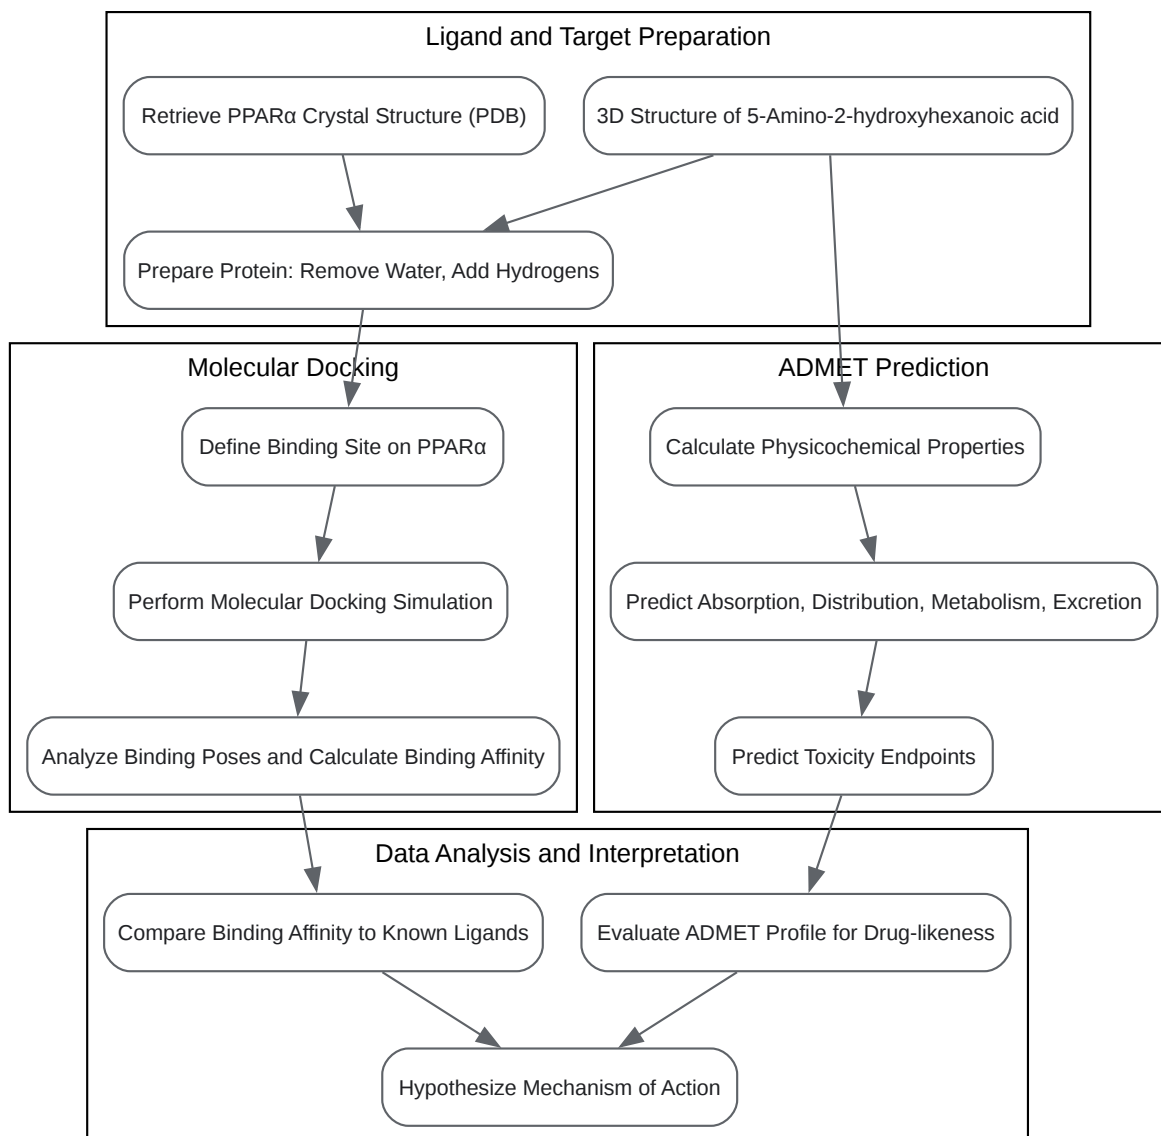 Ligand and Target Preparation
Retrieve PPARα Crystal Structure (PDB)
3D Structure of 5-Amino-2-hydroxyhexanoic acid
Prepare Protein: Remove Water, Add Hydrogens
Molecular Docking
ADMET Prediction
Define Binding Site on PPARα
Calculate Physicochemical Properties
Perform Molecular Docking Simulation
Predict Absorption, Distribution, Metabolism, Excretion
Analyze Binding Poses and Calculate Binding Affinity
Predict Toxicity Endpoints
Data Analysis and Interpretation
Compare Binding Affinity to Known Ligands
Evaluate ADMET Profile for Drug-likeness
Hypothesize Mechanism of Action